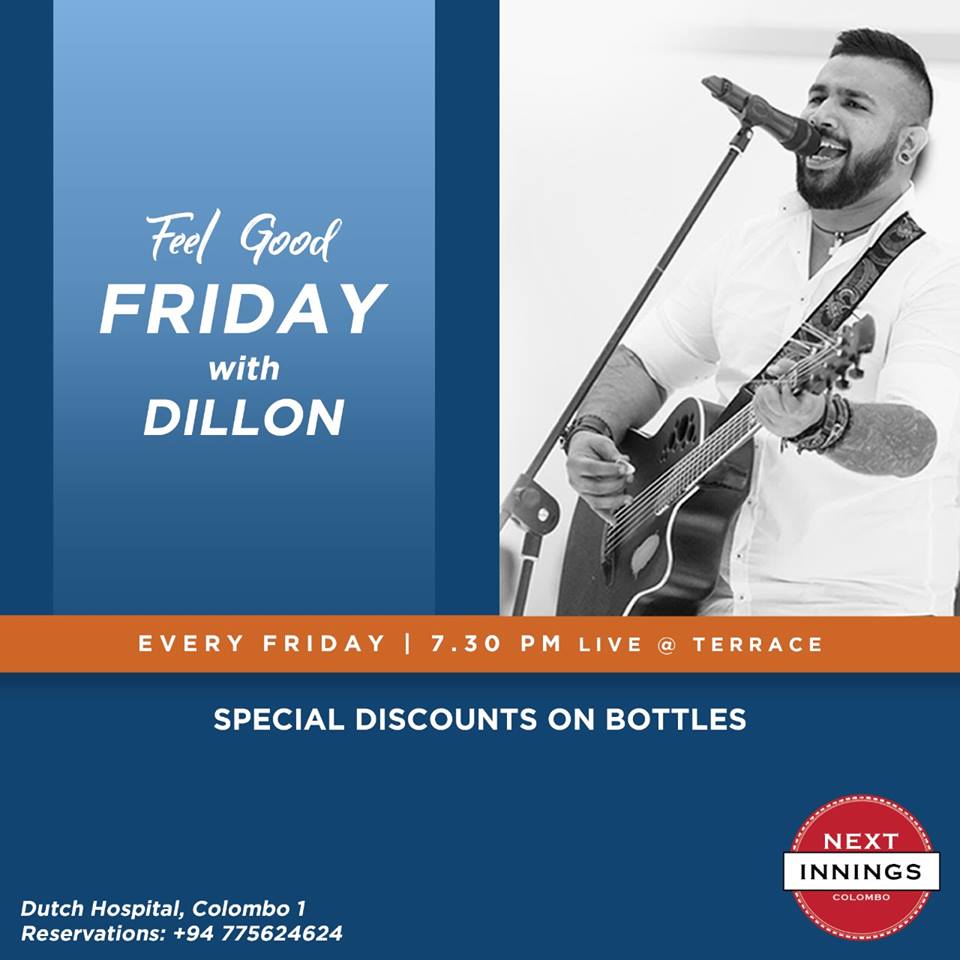 Feel Good
FRIDAY
with
DILLON
EVERY FRIDAY | 7.30 PM LIVE @ TERRACE
SPECIAL DISCOUNTS ON BOTTLES
NEXT
INNINGS
COLOMBO
Dutch Hospital, Colombo 1
Reservations: +94 775624624